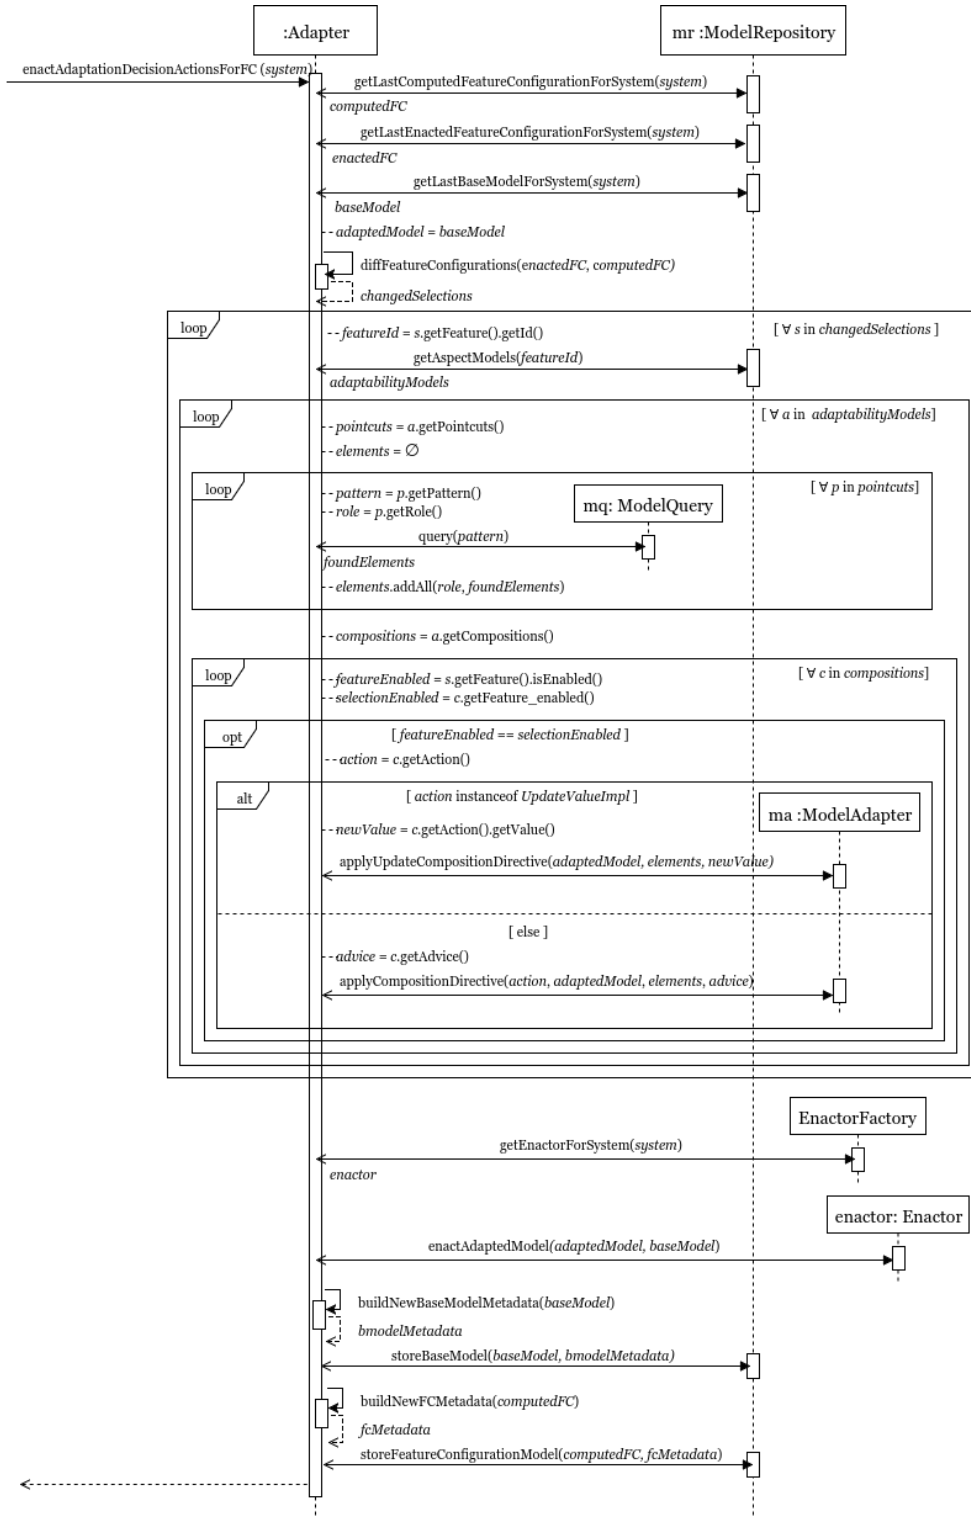 :Adapter
mr :ModelRepository
enactAdaptationDecisionActionsForFC (system)
getLastComputedFeatureConfigurationForSystem(system)
computedFC
getLastEnactedFeatureConfigurationForSystem(system)
enactedFC
getLastBaseModelForSystem(system)
baseModel
adaptedModel = baseModel
diffFeatureConfigurations(enactedFC, computedFC)
changedSelections
loop
featureId = s.getFeature().getId()
[ ∀ s in changedSelections ]
getAspectModels(featureId)
adaptabilityModels
loop
[ ∀ a in adaptabilityModels]
pointcuts = a.getPointcuts()
elements = ∅
loop
[ ∀ p in pointcuts]
pattern = p.getPattern()
role = p.getRole()
mq: ModelQuery
query(pattern)
foundElements
elements.addAll(role, foundElements)
compositions = a.getCompositions()
loop
[ ∀ c in compositions]
featureEnabled = s.getFeature().isEnabled()
selectionEnabled = c.getFeature_enabled()
opt
[ featureEnabled == selectionEnabled ]
action = c.getAction()
alt
[ action instanceof UpdateValueImpl ]
ma :ModelAdapter
newValue = c.getAction().getValue()
applyUpdateCompositionDirective(adaptedModel, elements, newValue)
[ else ]
advice = c.getAdvice()
applyCompositionDirective(action, adaptedModel, elements, advice)
EnactorFactory
getEnactorForSystem(system)
enactor
enactor: Enactor
enactAdaptedModel(adaptedModel, baseModel)
buildNewBaseModelMetadata(baseModel)
bmodelMetadata
storeBaseModel(baseModel, bmodelMetadata)
buildNewFCMetadata(computedFC)
fcMetadata
storeFeatureConfigurationModel(computedFC, fcMetadata)